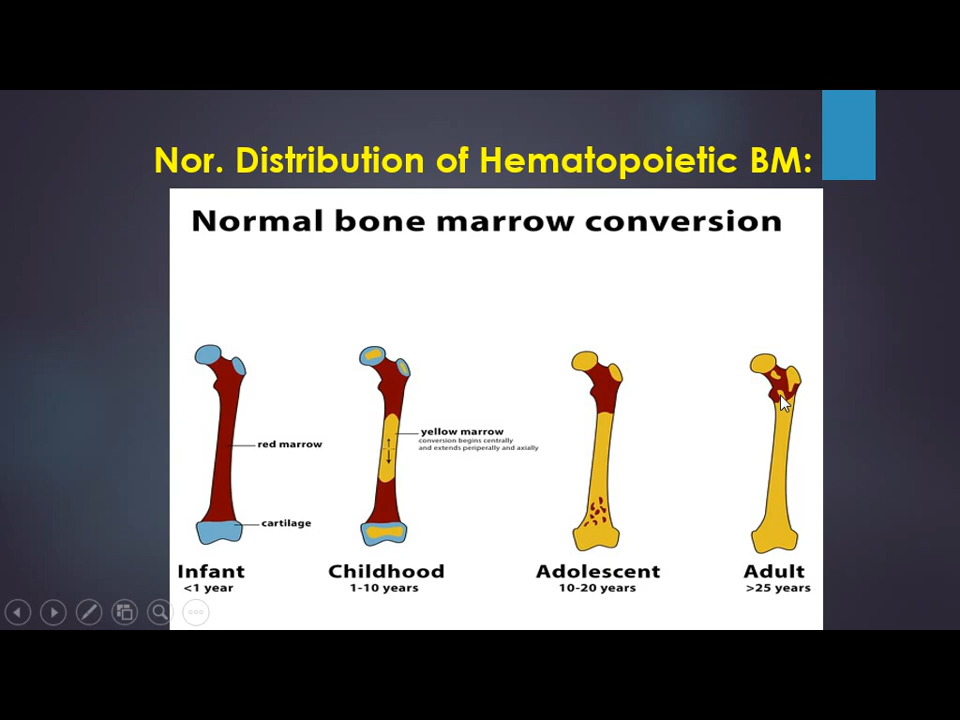 Nor. Distribution of Hematopoietic BM:
Normal bone marrow conversion
red marrow
cartilage
yellow marrow
conversion begins centrally
and extends periperally and axially
Infant
<1 year
Childhood
1-10 years
Adolescent
10-20 years
Adult
>25 years